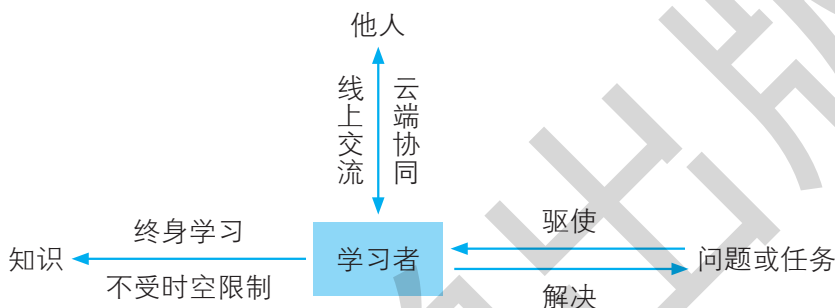 他人
线上交流
云端协同
终身学习
驱使
知识
学习者
问题或任务
不受时空限制
解决